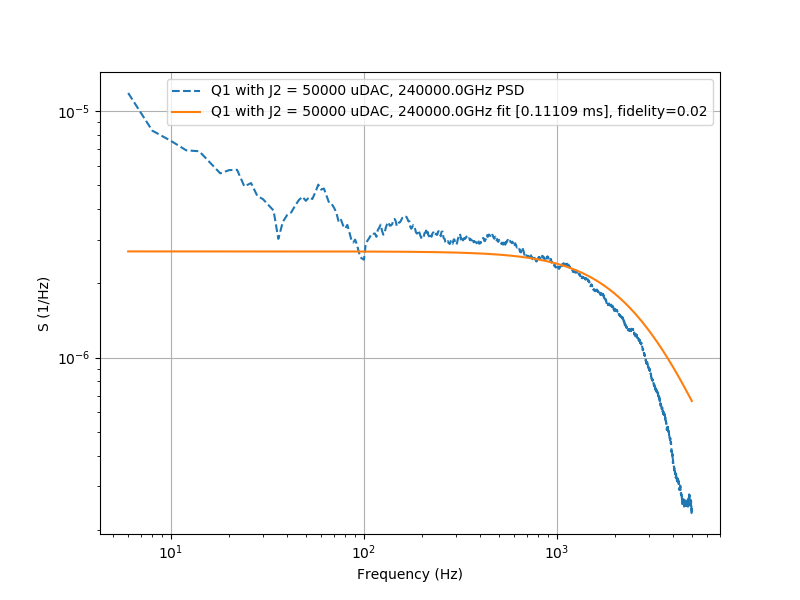 Q1 with J2 = 50000 uDAC, 240000.0GHz PSD
Q1 with J2 = 50000 uDAC, 240000.0GHz fit [0.11109 ms], fidelity=0.02
S (1/Hz)
10⁻⁵
10⁻⁶
10¹ 10² 10³
Frequency (Hz)